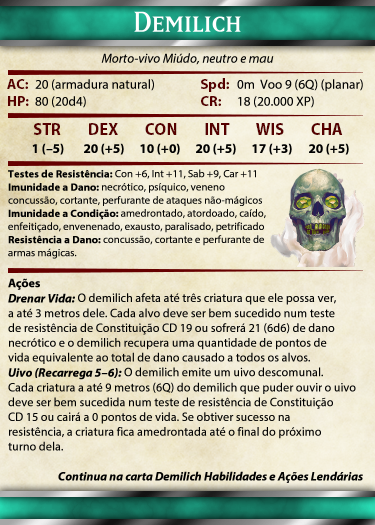 DEMILICH
Morto-vivo Miúdo, neutro e mau
AC: 20 (armadura natural) Spd: 0m Voo 9 (6Q) (planar)
HP: 80 (20d4) CR: 18 (20.000 XP)
STR DEX CON INT WIS CHA
1 (–5) 20 (+5) 10 (+0) 20 (+5) 17 (+3) 20 (+5)
Testes de Resistência: Con +6, Int +11, Sab +9, Car +11
Imunidade a Dano: necrótico, psíquico, veneno
concussão, cortante, perfurante de ataques não-mágicos
Imunidade a Condição: amedrontado, atordoado, caído,
enfeitiçado, envenenado, exausto, paralisado, petrificado
Resistência a Dano: concussão, cortante e perfurante de
armas mágicas.
Ações
Drenar Vida: O demilich afeta até três criatura que ele possa ver,
a até 3 metros dele. Cada alvo deve ser bem sucedido num teste
de resistência de Constituição CD 19 ou sofrerá 21 (6d6) de dano
necrótico e o demilich recupera uma quantidade de pontos de
vida equivalente ao total de dano causado a todos os alvos.
Uivo (Recarrega 5–6): O demilich emite um uivo descomunal.
Cada criatura a até 9 metros (6Q) do demilich que puder ouvir o uivo
deve ser bem sucedida num teste de resistência de Constituição
CD 15 ou cairá a 0 pontos de vida. Se obtiver sucesso na
resistência, a criatura fica amedrontada até o final do próximo
turno dela.
Continua na carta Demilich Habilidades e Ações Lendárias